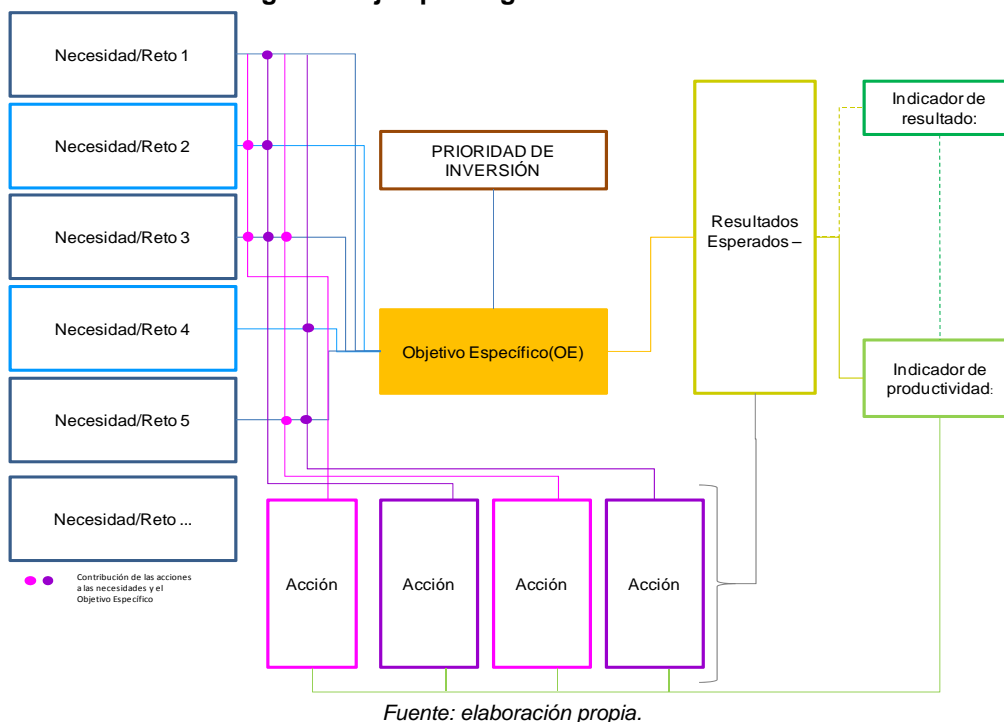 Necesidad/Reto 1
Necesidad/Reto 2
Necesidad/Reto 3
Necesidad/Reto 4
Necesidad/Reto 5
Necesidad/Reto ...
Contribución de las acciones
a las necesidades y el
Objetivo Específico
PRIORIDAD DE
INVERSIÓN
Objetivo Específico(OE)
Resultados
Esperados –
Indicador de
resultado:
Indicador de
productividad:
Acción
Acción
Acción
Acción
Fuente: elaboración propia.